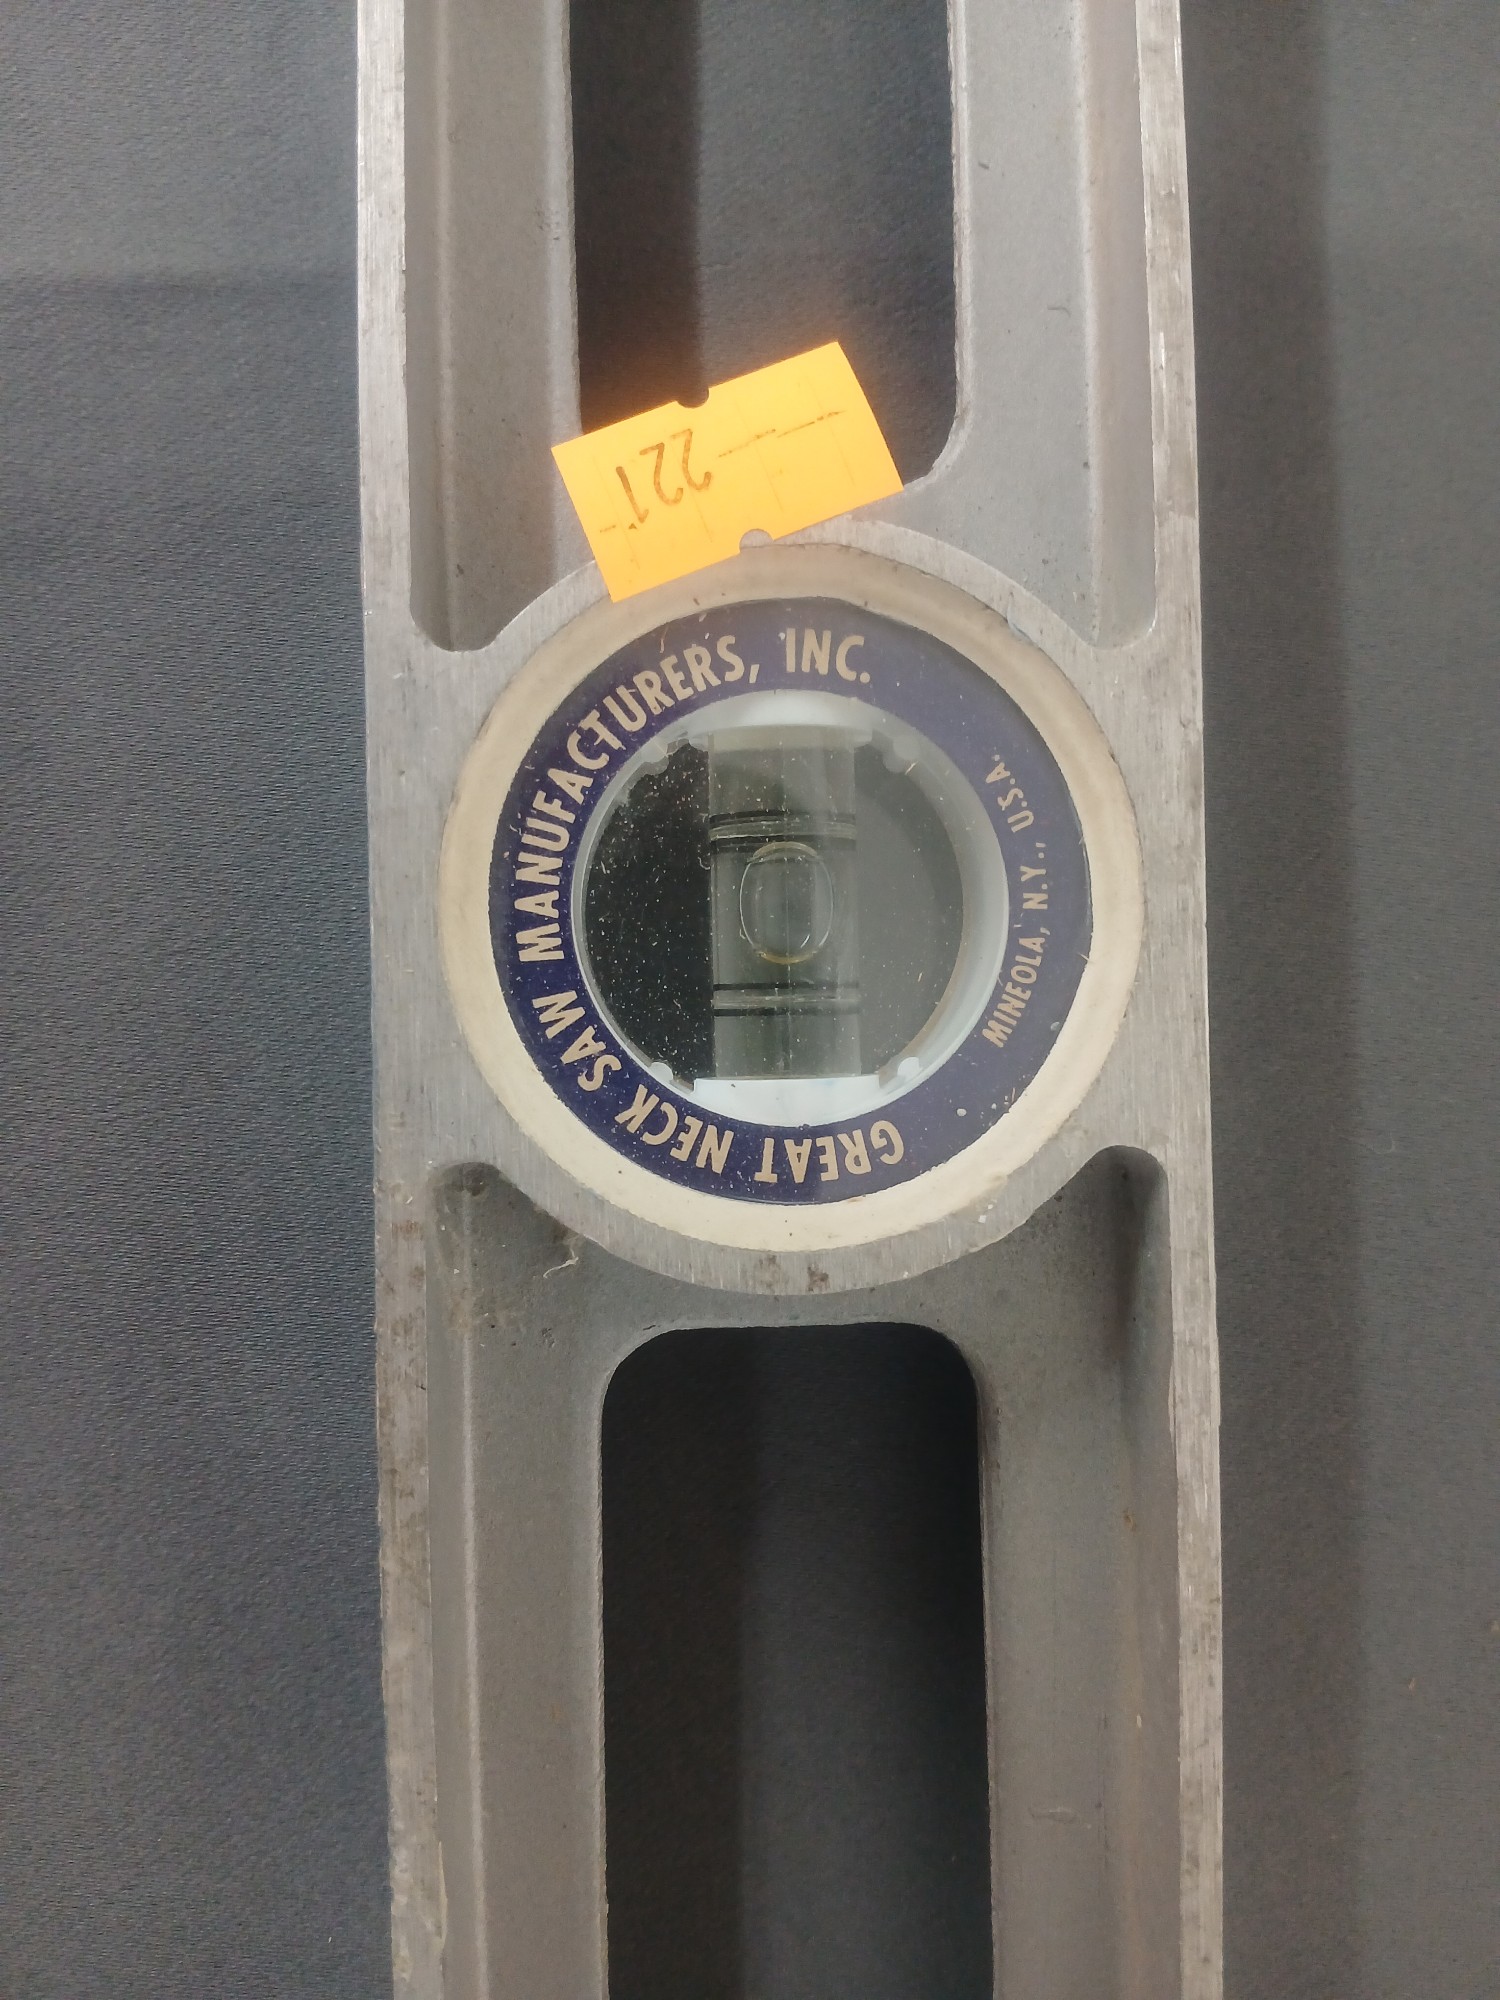 221
GREAT NECK SAW MANUFACTURERS, INC.
MINEOLA, N.Y., U.S.A.